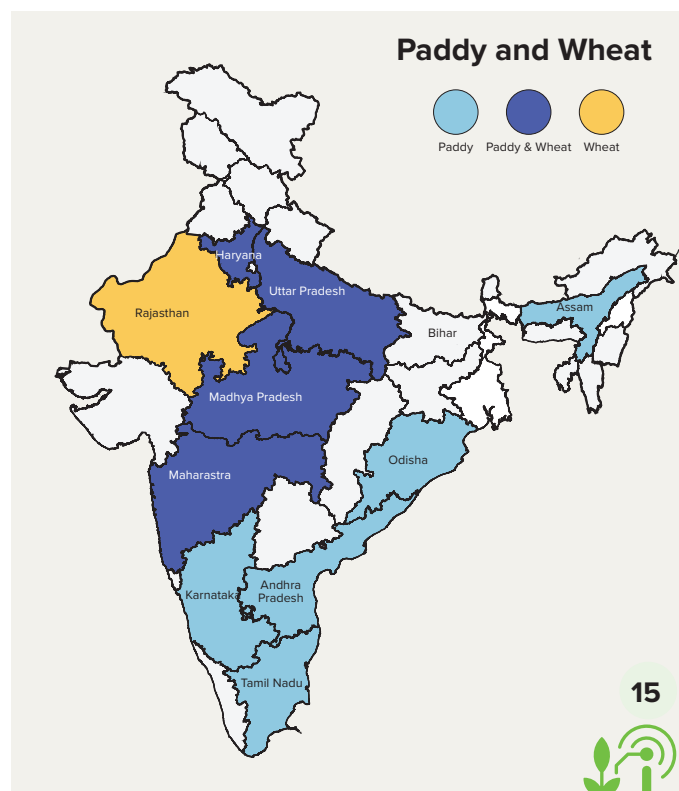 Paddy and Wheat
Paddy
Paddy & Wheat
Wheat
Haryana
Uttar Pradesh
Rajasthan
Bihar
Assam
Madhya Pradesh
Maharastra
Odisha
Karnataka
Andhra
Pradesh
Tamil Nadu
15